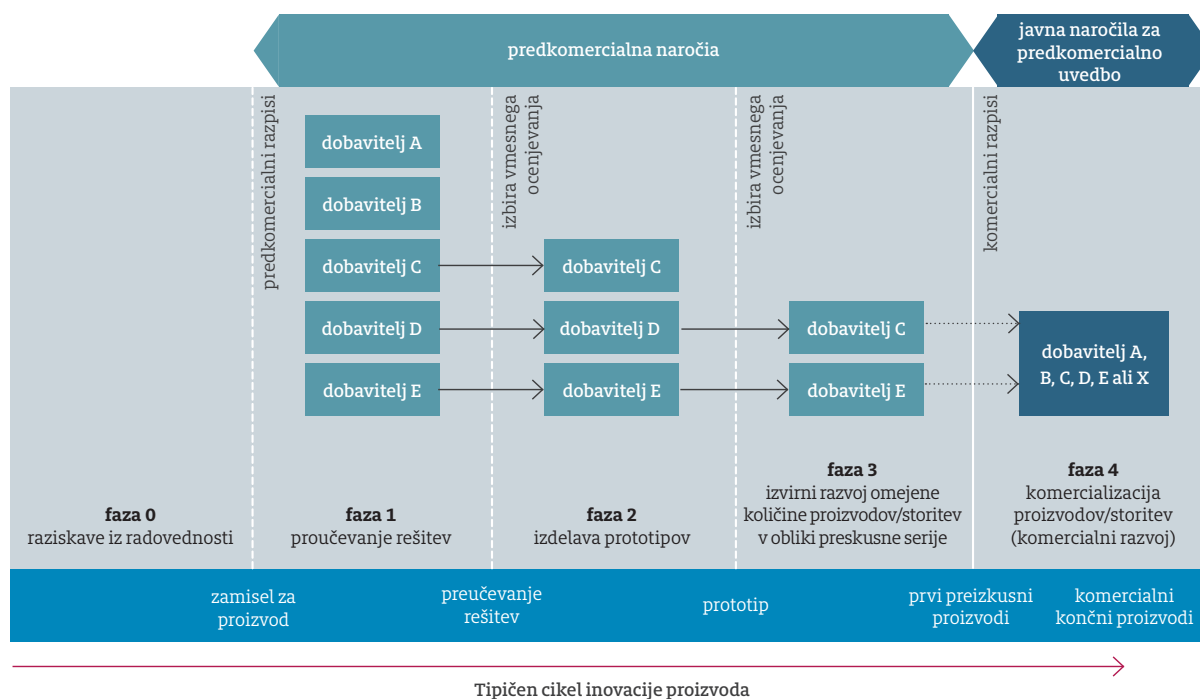 predkomercialna naročia
javna naročila za
predkomercialno
uvedbo
predkomercialni razpisi
izbira vmesnega
ocenjevanja
izbira vmesnega
ocenjevanja
komercialni razpisi
dobavitelj A
dobavitelj B
dobavitelj C
dobavitelj D
dobavitelj E
dobavitelj C
dobavitelj D
dobavitelj E
dobavitelj C
dobavitelj E
dobavitelj A,
B, C, D, E ali X
faza 0
raziskave iz radovednosti
faza 1
proučevanje rešitev
faza 2
izdelava prototipov
faza 3
izvirni razvoj omejene
količine proizvodov/storitev
v obliki preskusne serije
faza 4
komercializacija
proizvodov/storitev
(komercialni razvoj)
zamisel za
proizvod
preučevanje
rešitev
prototip
prvi preizkusni
proizvodi
komercialni
končni proizvodi
Tipičen cikel inovacije proizvoda